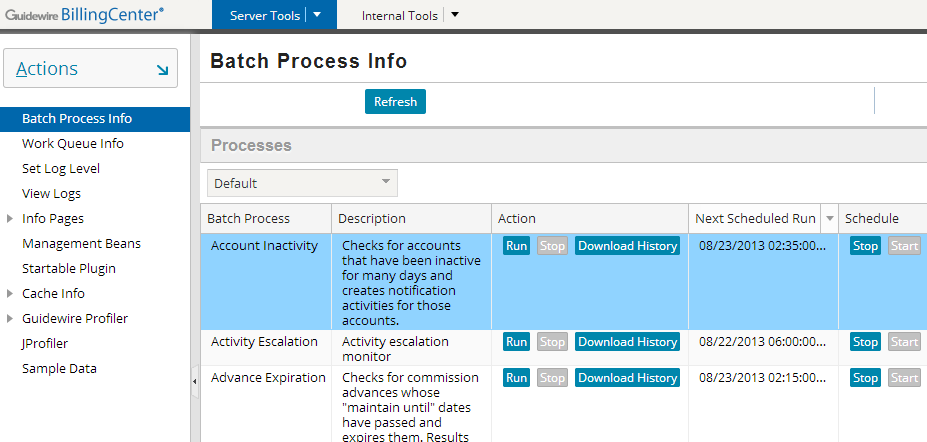 Guidewire BillingCenter®
Server Tools
Internal Tools
Actions
Batch Process Info
Work Queue Info
Set Log Level
View Logs
Info Pages
Management Beans
Startable Plugin
Cache Info
Guidewire Profiler
JProfiler
Sample Data
Batch Process Info
Refresh
Processes
Default
Batch Process Description Action Next Scheduled Run Schedule
Account Inactivity Checks for accounts Run Stop Download History 08/23/2013 02:35:00... Stop Start
that have been inactive
for many days and
creates notification
activities for those
accounts.
Activity Escalation Activity escalation Run Stop Download History 08/22/2013 06:00:00... Stop Start
monitor
Advance Expiration Checks for commission Run Stop Download History 08/23/2013 02:15:00... Stop Start
advances whose
"maintain until" dates
have passed and
expires them. Results